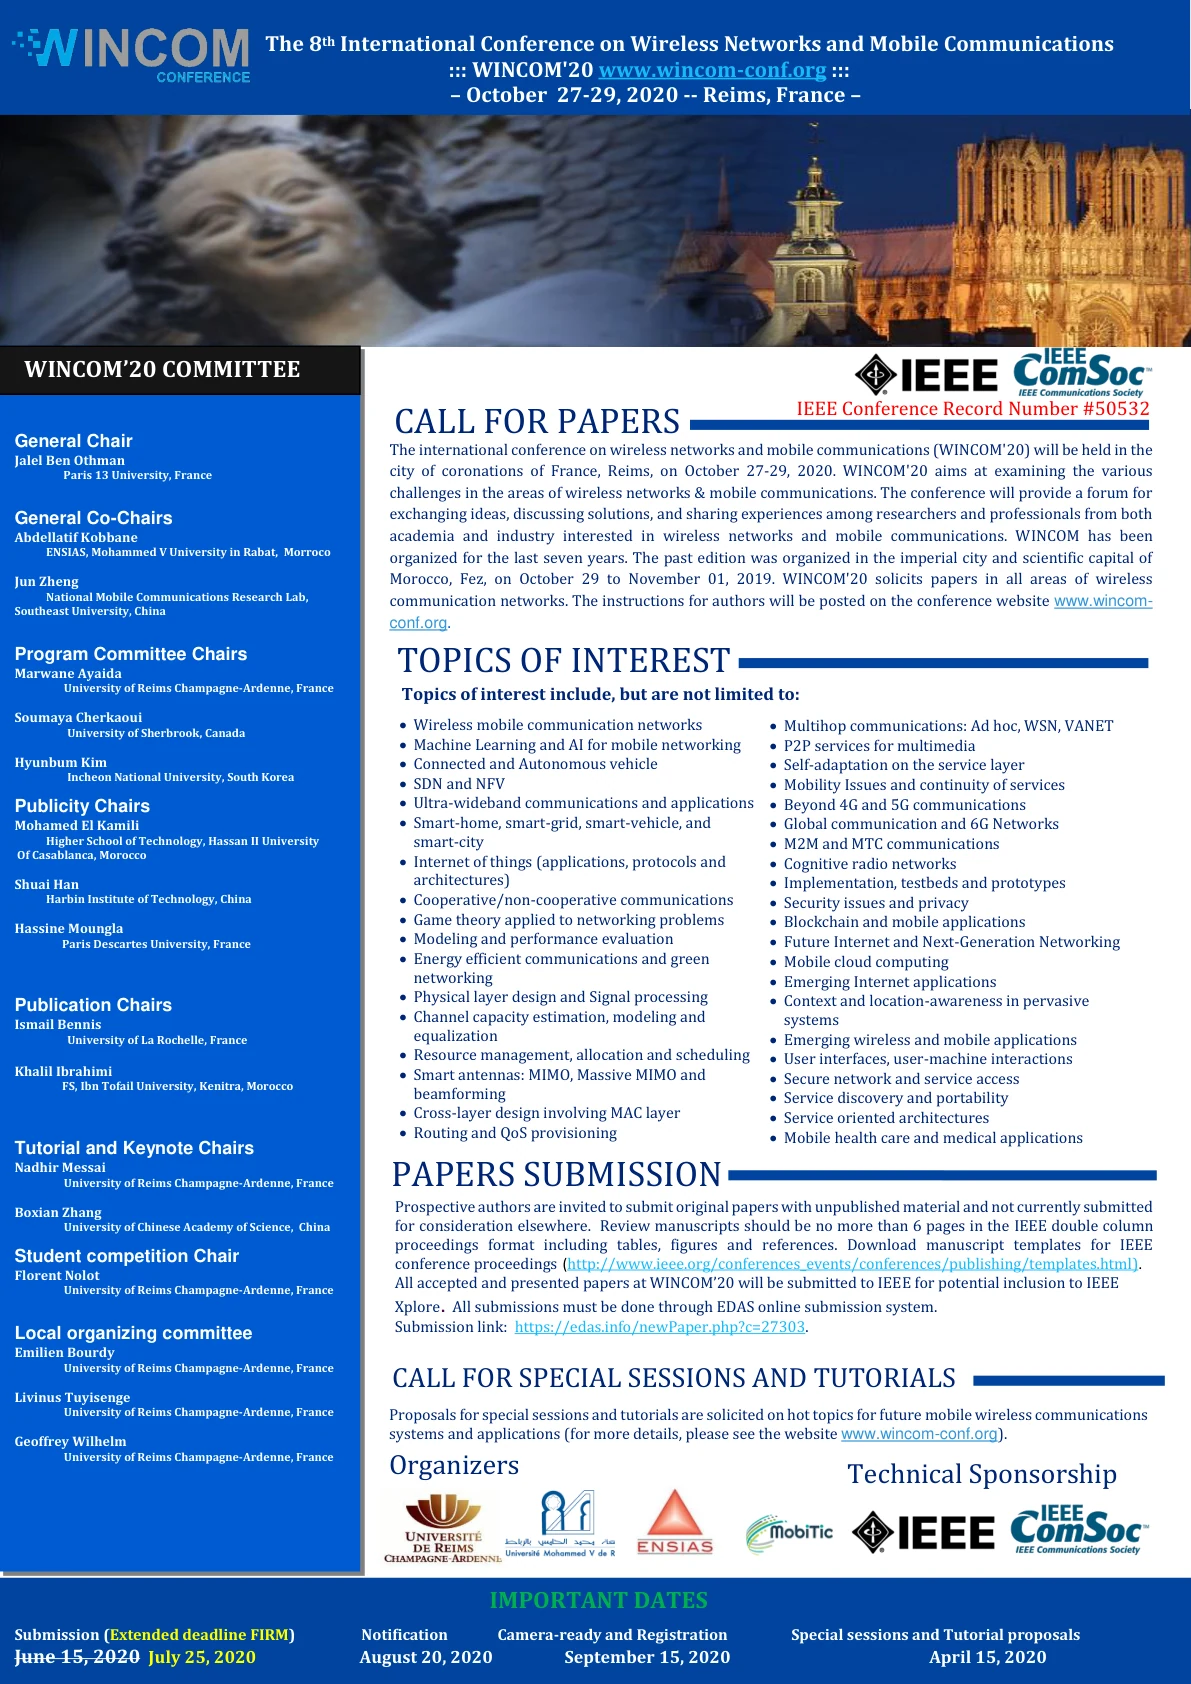 WINCOM
CONFERENCE
The 8th International Conference on Wireless Networks and Mobile Communications
::: WINCOM'20 www.wincom-conf.org :::
– October 27-29, 2020 -- Reims, France –
WINCOM’20 COMMITTEE
General Chair
Jalel Ben Othman
Paris 13 University, France
General Co-Chairs
Abdellatif Kobbane
ENSIAS, Mohammed V University in Rabat, Morroco
Jun Zheng
National Mobile Communications Research Lab,
Southeast University, China
Program Committee Chairs
Marwane Ayaida
University of Reims Champagne-Ardenne, France
Soumaya Cherkaoui
University of Sherbrook, Canada
Hyunbum Kim
Incheon National University, South Korea
Publicity Chairs
Mohamed El Kamili
Higher School of Technology, Hassan II University
Of Casablanca, Morocco
Shuai Han
Harbin Institute of Technology, China
Hassine Moungla
Paris Descartes University, France
Publication Chairs
Ismail Bennis
University of La Rochelle, France
Khalil Ibrahimi
FS, Ibn Tofail University, Kenitra, Morocco
Tutorial and Keynote Chairs
Nadhir Messai
University of Reims Champagne-Ardenne, France
Boxian Zhang
University of Chinese Academy of Science, China
Student competition Chair
Florent Nolot
University of Reims Champagne-Ardenne, France
Local organizing committee
Emilien Bourdy
University of Reims Champagne-Ardenne, France
Livinus Tuyisenge
University of Reims Champagne-Ardenne, France
Geoffrey Wilhelm
University of Reims Champagne-Ardenne, France
IEEE
IEEE
ComSoc™
IEEE Communications Society
IEEE Conference Record Number #50532
CALL FOR PAPERS
The international conference on wireless networks and mobile communications (WINCOM'20) will be held in the
city of coronations of France, Reims, on October 27-29, 2020. WINCOM'20 aims at examining the various
challenges in the areas of wireless networks & mobile communications. The conference will provide a forum for
exchanging ideas, discussing solutions, and sharing experiences among researchers and professionals from both
academia and industry interested in wireless networks and mobile communications. WINCOM has been
organized for the last seven years. The past edition was organized in the imperial city and scientific capital of
Morocco, Fez, on October 29 to November 01, 2019. WINCOM'20 solicits papers in all areas of wireless
communication networks. The instructions for authors will be posted on the conference website www.wincom-
conf.org.
TOPICS OF INTEREST
Topics of interest include, but are not limited to:
• Wireless mobile communication networks
• Machine Learning and AI for mobile networking
• Connected and Autonomous vehicle
• SDN and NFV
• Ultra-wideband communications and applications
• Smart-home, smart-grid, smart-vehicle, and
smart-city
• Internet of things (applications, protocols and
architectures)
• Cooperative/non-cooperative communications
• Game theory applied to networking problems
• Modeling and performance evaluation
• Energy efficient communications and green
networking
• Physical layer design and Signal processing
• Channel capacity estimation, modeling and
equalization
• Resource management, allocation and scheduling
• Smart antennas: MIMO, Massive MIMO and
beamforming
• Cross-layer design involving MAC layer
• Routing and QoS provisioning
• Multihop communications: Ad hoc, WSN, VANET
• P2P services for multimedia
• Self-adaptation on the service layer
• Mobility Issues and continuity of services
• Beyond 4G and 5G communications
• Global communication and 6G Networks
• M2M and MTC communications
• Cognitive radio networks
• Implementation, testbeds and prototypes
• Security issues and privacy
• Blockchain and mobile applications
• Future Internet and Next-Generation Networking
• Mobile cloud computing
• Emerging Internet applications
• Context and location-awareness in pervasive
systems
• Emerging wireless and mobile applications
• User interfaces, user-machine interactions
• Secure network and service access
• Service discovery and portability
• Service oriented architectures
• Mobile health care and medical applications
PAPERS SUBMISSION
Prospective authors are invited to submit original papers with unpublished material and not currently submitted
for consideration elsewhere. Review manuscripts should be no more than 6 pages in the IEEE double column
proceedings format including tables, figures and references. Download manuscript templates for IEEE
conference proceedings (http://www.ieee.org/conferences_events/conferences/publishing/templates.html).
All accepted and presented papers at WINCOM’20 will be submitted to IEEE for potential inclusion to IEEE
Xplore. All submissions must be done through EDAS online submission system.
Submission link: https://edas.info/newPaper.php?c=27303.
CALL FOR SPECIAL SESSIONS AND TUTORIALS
Proposals for special sessions and tutorials are solicited on hot topics for future mobile wireless communications
systems and applications (for more details, please see the website www.wincom-conf.org).
Organizers
Technical Sponsorship
UNIVERSITÉ
DE REIMS
CHAMPAGNE-ARDENNE
Université Mohammed V de R
ENSIAS
MobiTic
IEEE
IEEE
ComSoc™
IEEE Communications Society
IMPORTANT DATES
Submission (Extended deadline FIRM) Notification Camera-ready and Registration Special sessions and Tutorial proposals
June 15, 2020 July 25, 2020 August 20, 2020 September 15, 2020 April 15, 2020